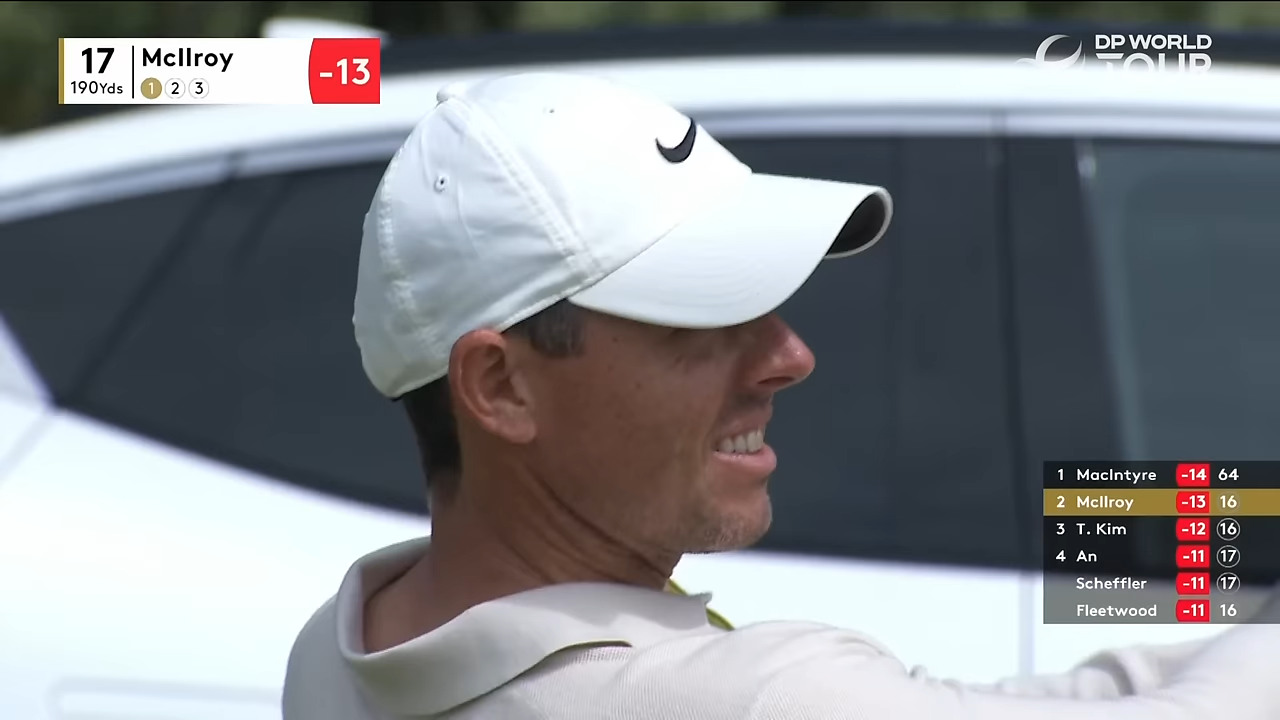 17 McIlroy -13
190Yds 1 2 3
DP WORLD
TOUR
1 MacIntyre -14 64
2 McIlroy -13 16
3 T. Kim -12 16
4 An -11 17
Scheffler -11 17
Fleetwood -11 16